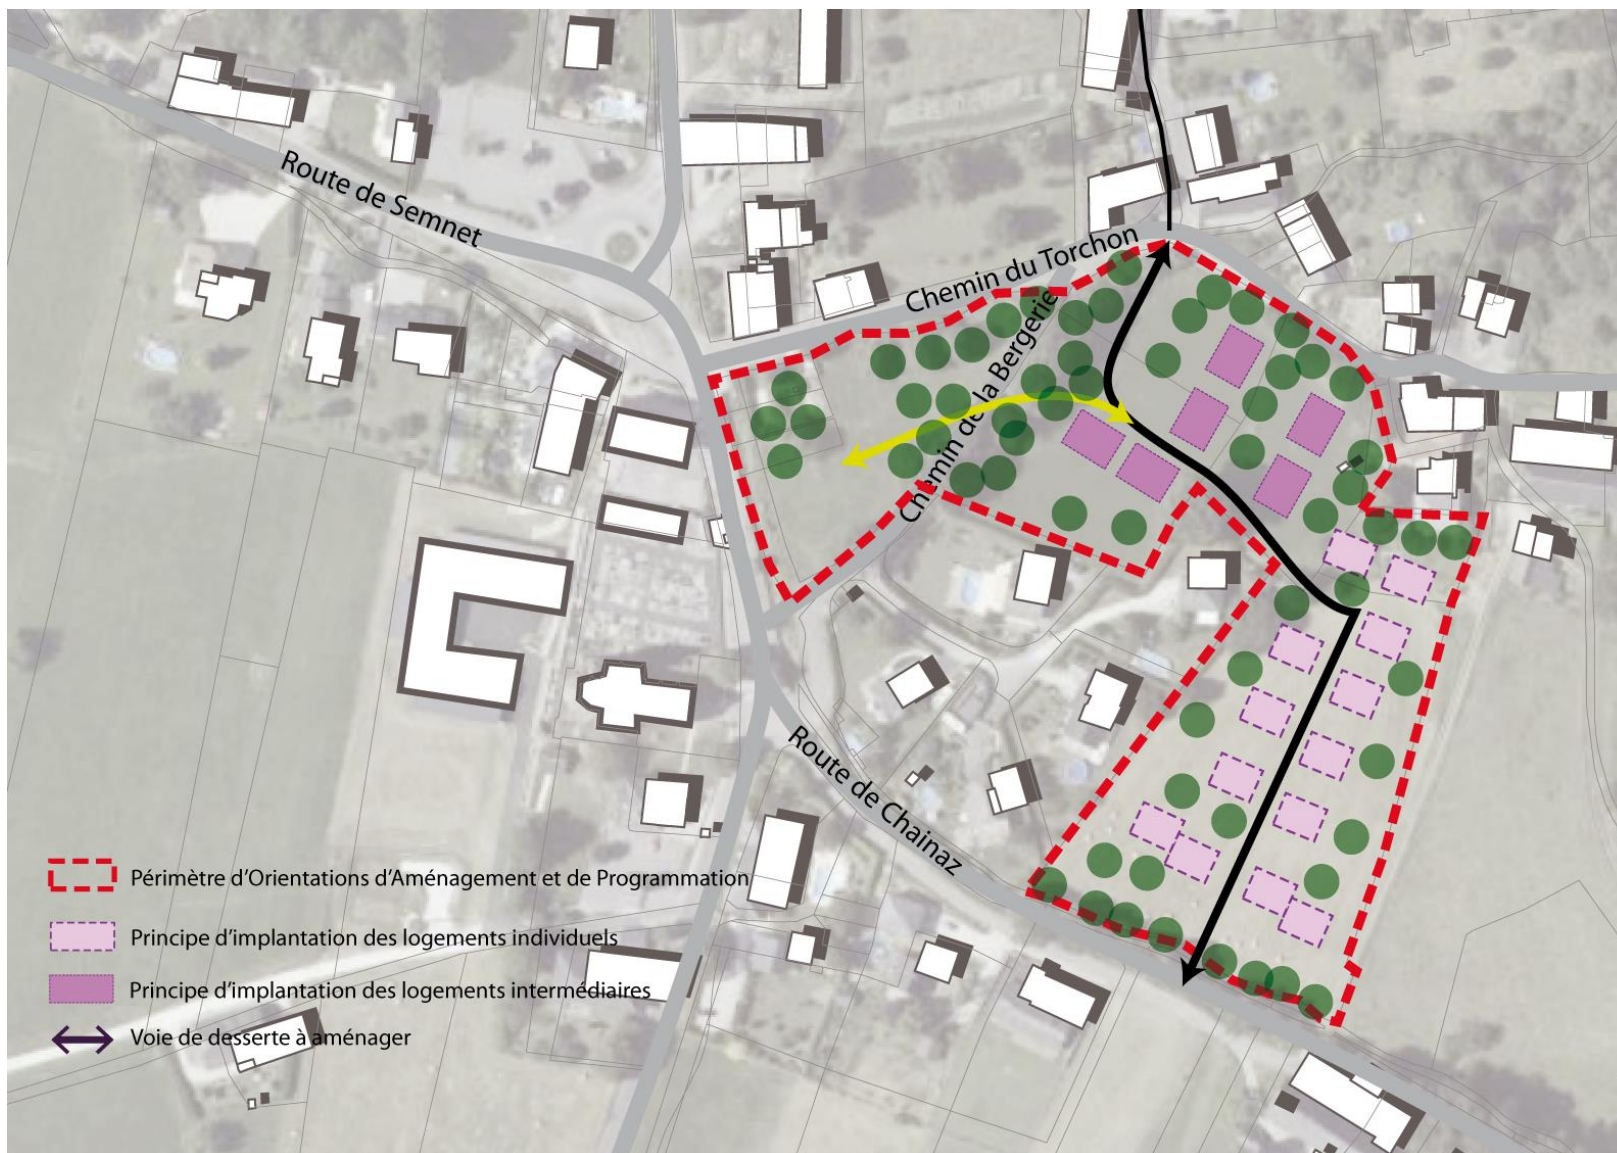 Route de Semnet
Chemin du Torchon
Chemin de la Bergerie
Route de Chainaz
Périmètre d'Orientations d'Aménagement et de Programmation
Principe d'implantation des logements individuels
Principe d'implantation des logements intermédiaires
Voie de desserte à aménager